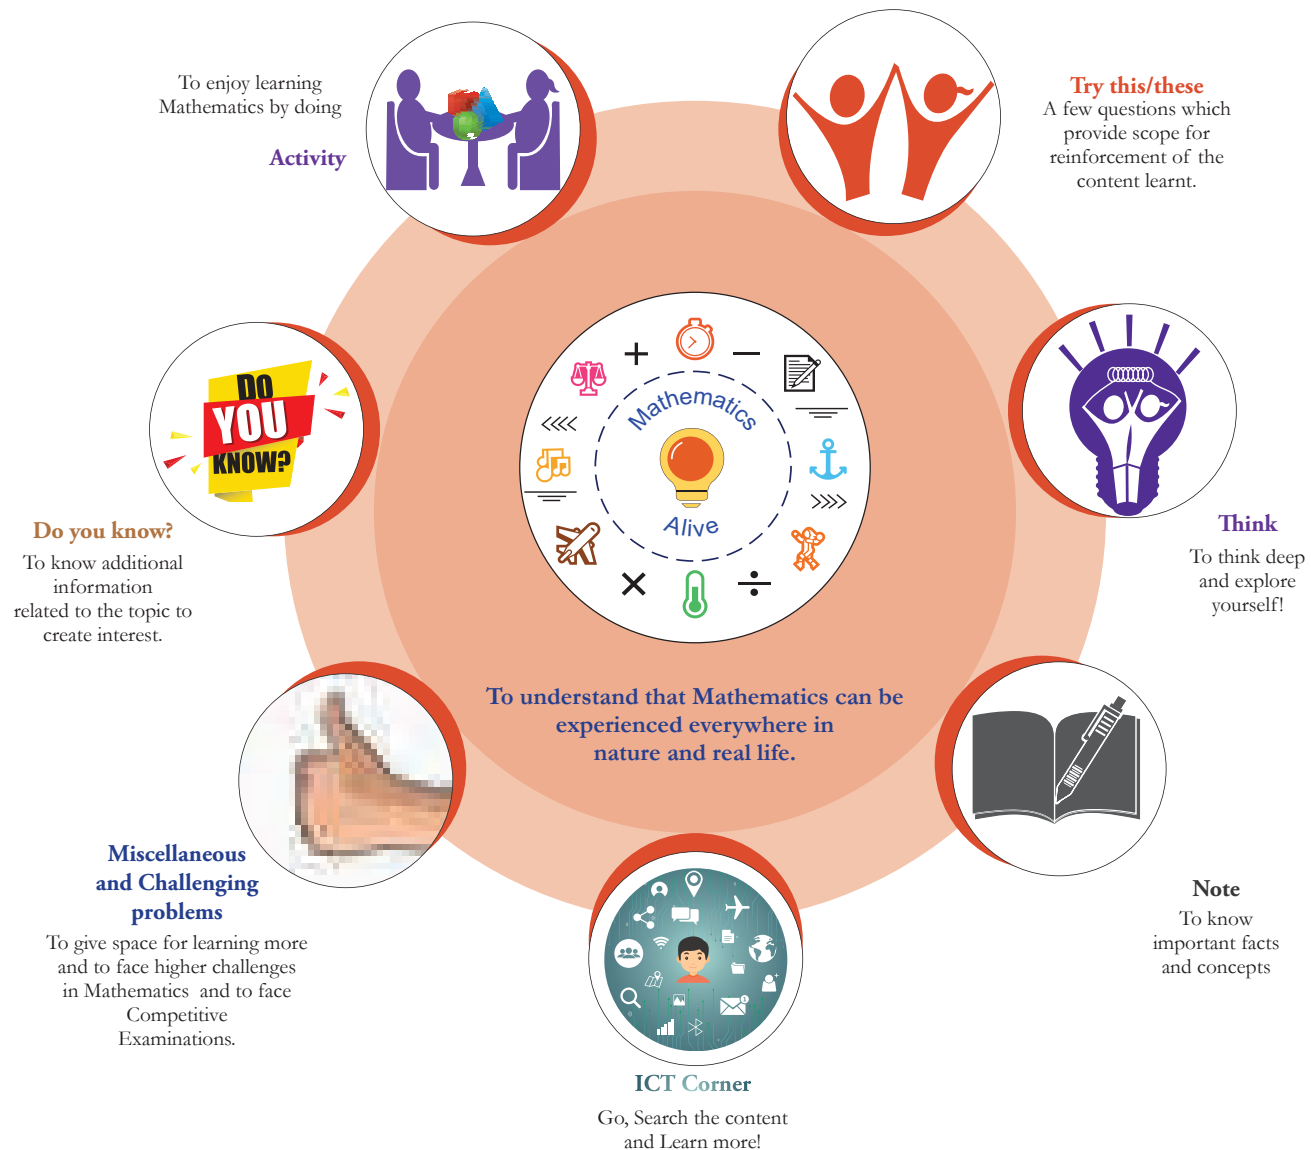 To enjoy learning
Mathematics by doing
Activity
Try this/these
A few questions which
provide scope for
reinforcement of the
content learnt.
DO
YOU
KNOW?
Do you know?
To know additional
information
related to the topic to
create interest.
Mathematics
Alive
To understand that Mathematics can be
experienced everywhere in
nature and real life.
Think
To think deep
and explore
yourself!
Miscellaneous
and Challenging
problems
To give space for learning more
and to face higher challenges
in Mathematics and to face
Competitive
Examinations.
Note
To know
important facts
and concepts
1
ICT Corner
Go, Search the content
and Learn more!